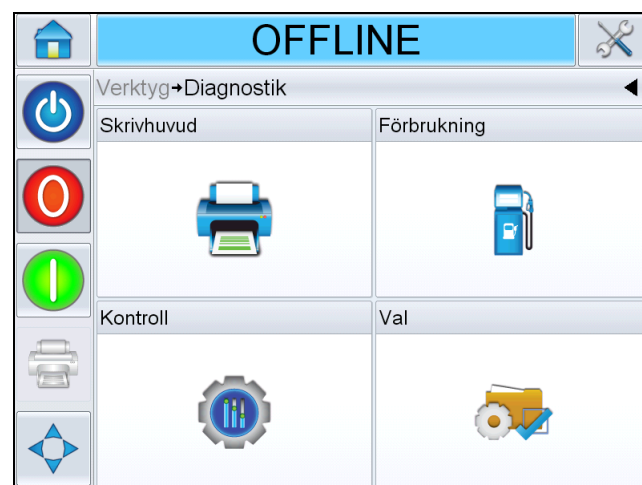 OFFLINE
Verktyg→Diagnostik
Skrivhuvud
Förbrukning
Kontroll
Val